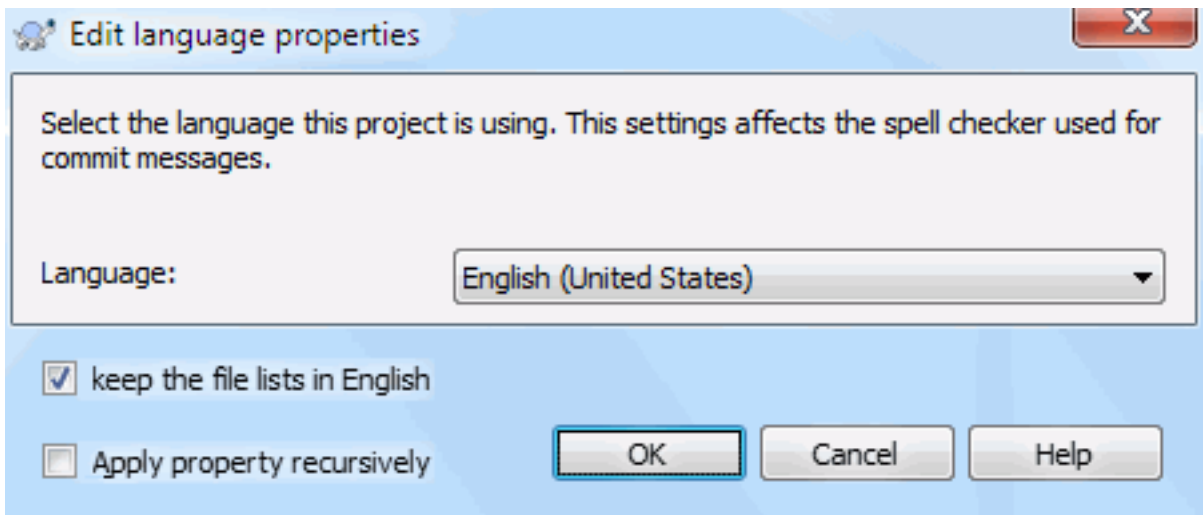 Edit language properties
Select the language this project is using. This settings affects the spell checker used for
commit messages.
Language:
English (United States)
keep the file lists in English
Apply property recursively
OK
Cancel
Help